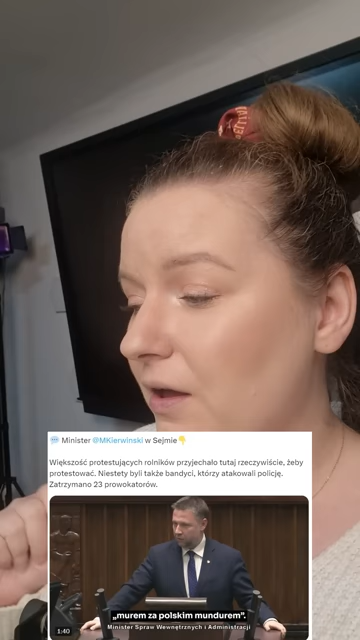 💬 Minister @MKierwinski w Sejmie👇
Większość protestujących rolników przyjechało tutaj rzeczywiście, żeby
protestować. Niestety byli także bandyci, którzy atakowali policję.
Zatrzymano 23 prowokatorów.
„murem za polskim mundurem".
Minister Spraw Wewnętrznych i Administracji
1:40